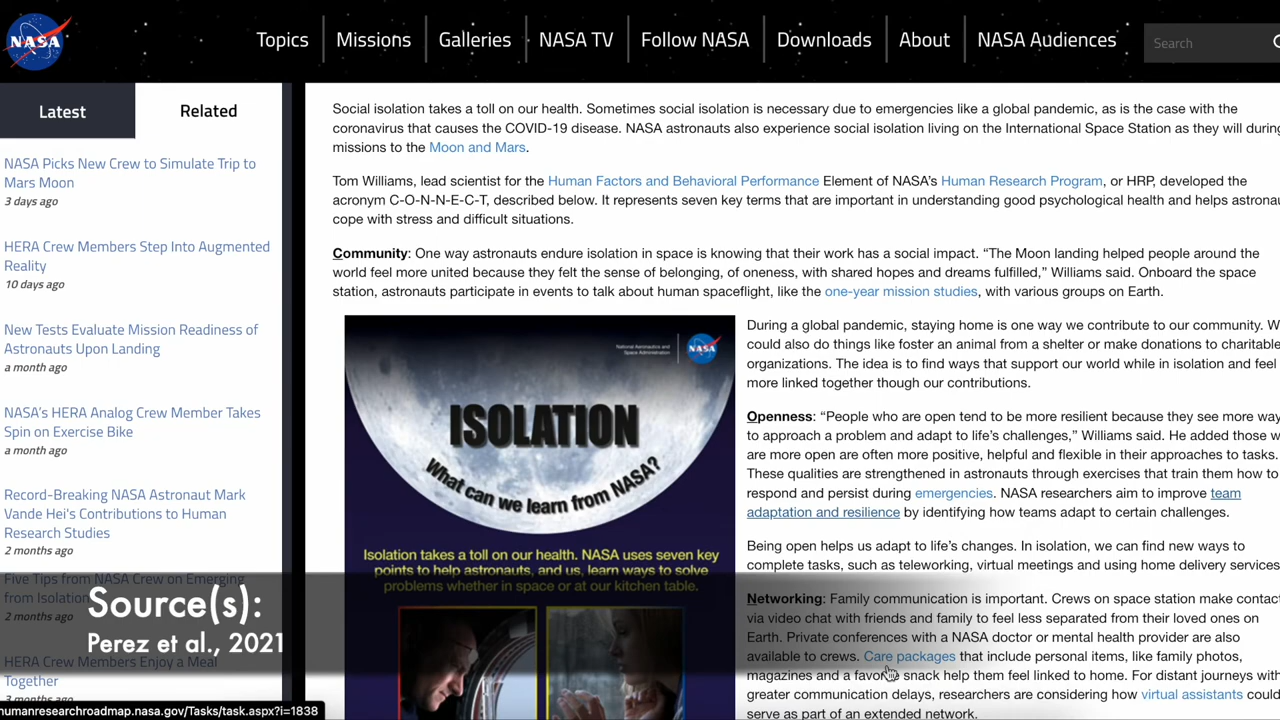 NASA
Topics
Missions
Galleries
NASA TV
Follow NASA
Downloads
About
NASA Audiences
Search
Latest
Related
NASA Picks New Crew to Simulate Trip to
Mars Moon
3 days ago
HERA Crew Members Step Into Augmented
Reality
10 days ago
New Tests Evaluate Mission Readiness of
Astronauts Upon Landing
a month ago
NASA's HERA Analog Crew Member Takes
Spin on Exercise Bike
a month ago
Record-Breaking NASA Astronaut Mark
Vande Hei's Contributions to Human
Research Studies
2 months ago
Five Tips from NASA Crew on Emerging
from Isolation
2 months ago
HERA Crew Members Enjoy a Meal
Together
3 months ago
Social isolation takes a toll on our health. Sometimes social isolation is necessary due to emergencies like a global pandemic, as is the case with the
coronavirus that causes the COVID-19 disease. NASA astronauts also experience social isolation living on the International Space Station as they will during
missions to the Moon and Mars.
Tom Williams, lead scientist for the Human Factors and Behavioral Performance Element of NASA's Human Research Program, or HRP, developed the
acronym C-O-N-N-E-C-T, described below. It represents seven key terms that are important in understanding good psychological health and helps
cope with stress and difficult situations.
Community: One way astronauts endure isolation in space is knowing that their work has a social impact. “The Moon landing helped people around the
world feel more united because they felt the sense of belonging, of oneness, with shared hopes and dreams fulfilled,” Williams said. Onboard the space
station, astronauts participate in events to talk about human spaceflight, like the one-year mission studies, with various groups on Earth.
National Aeronautics and
Space Administration
NASA
ISOLATION
What can we learn from NASA?
Isolation takes a toll on our health. NASA uses seven key
points to help astronauts, and us, learn ways to solve
problems whether in space or at our kitchen table.
During a global pandemic, staying home is one way we contribute to our community.
could also do things like foster an animal from a shelter or make donations to charitable
organizations. The idea is to find ways that support our world while in isolation and feel
more linked together though our contributions.
Openness: “People who are open tend to be more resilient because they see more
to approach a problem and adapt to life's challenges,” Williams said. He added those
are more open are often more positive, helpful and flexible in their approaches to tasks.
These qualities are strengthened in astronauts through exercises that train them how to
respond and persist during emergencies. NASA researchers aim to improve team
adaptation and resilience by identifying how teams adapt to certain challenges.
Being open helps us adapt to life's changes. In isolation, we can find new ways to
complete tasks, such as teleworking, virtual meetings and using home delivery services
Networking: Family communication is important. Crews on space station make contact
via video chat with friends and family to feel less separated from their loved ones on
Earth. Private conferences with a NASA doctor or mental health provider are also
available to crews. Care packages that include personal items, like family photos,
magazines and a favorite snack help them feel linked to home. For distant journeys with
greater communication delays, researchers are considering how virtual assistants could
serve as part of an extended network.
Source(s):
Perez et al., 2021
humanresearchroadmap.nasa.gov/Tasks/task.aspx?i=1838